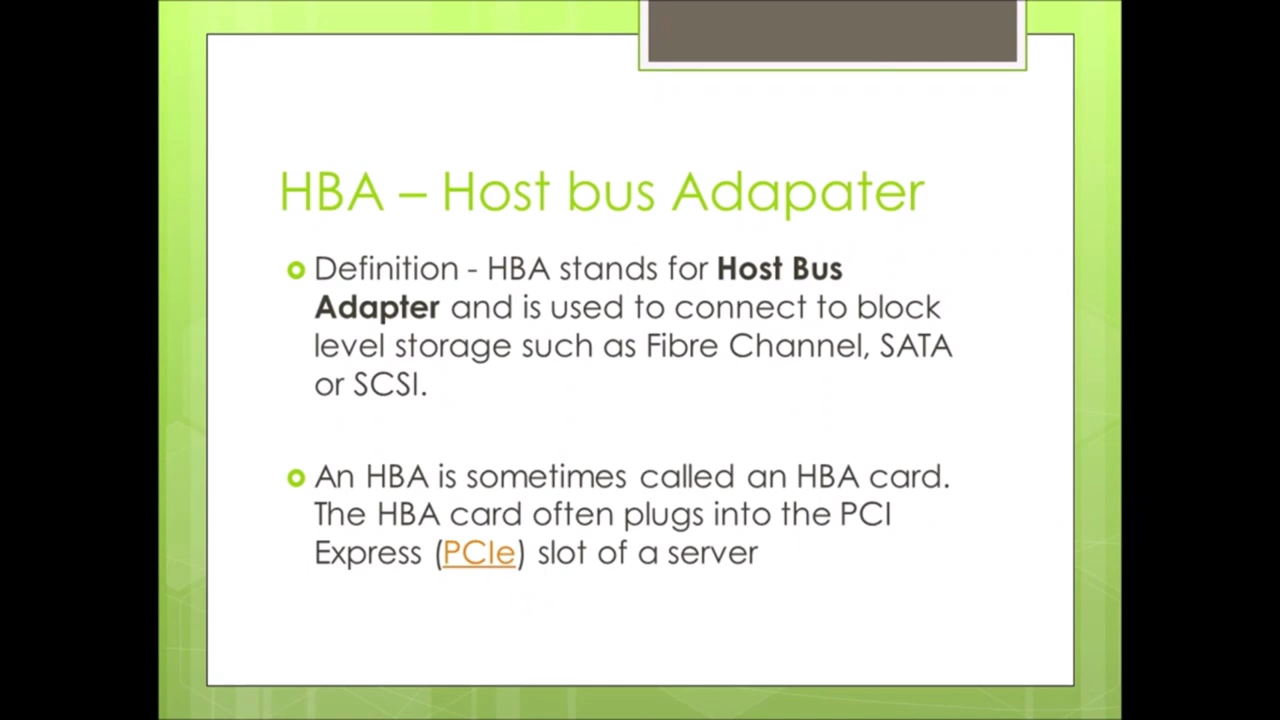 HBA – Host bus Adapater
Definition - HBA stands for Host Bus
Adapter and is used to connect to block
level storage such as Fibre Channel, SATA
or SCSI.
An HBA is sometimes called an HBA card.
The HBA card often plugs into the PCI
Express (PCIe) slot of a server